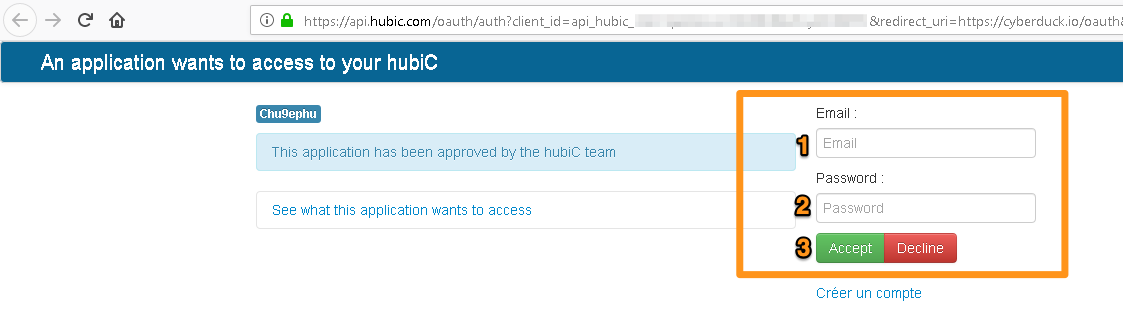 https://api.hubic.com/oauth/auth?client_id=api_hubic_ &redirect_uri=https://cyberduck.io/oauth&
An application wants to access to your hubiC
Chu9ephu
This application has been approved by the hubiC team
See what this application wants to access
Email :
1 Email
Password :
2 Password
3 Accept Decline
Créer un compte